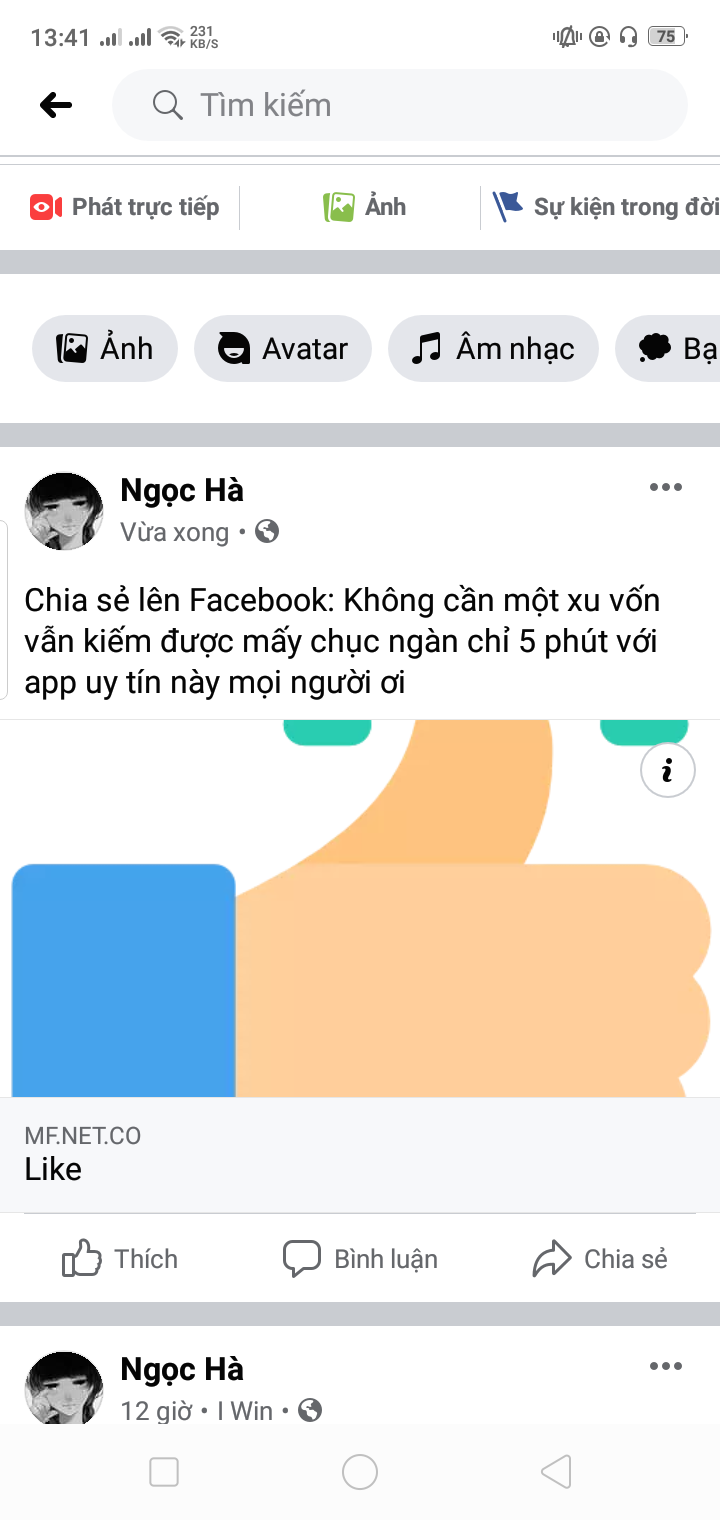 13:41 231 KB/S 75
Tìm kiếm
Phát trực tiếp Ảnh Sự kiện trong đời
Ảnh Avatar Âm nhạc Bạ
Ngọc Hà
Vừa xong
Chia sẻ lên Facebook: Không cần một xu vốn
vẫn kiếm được mấy chục ngàn chỉ 5 phút với
app uy tín này mọi người ơi
MF.NET.CO
Like
Thích Bình luận Chia sẻ
Ngọc Hà
12 giờ • I Win •